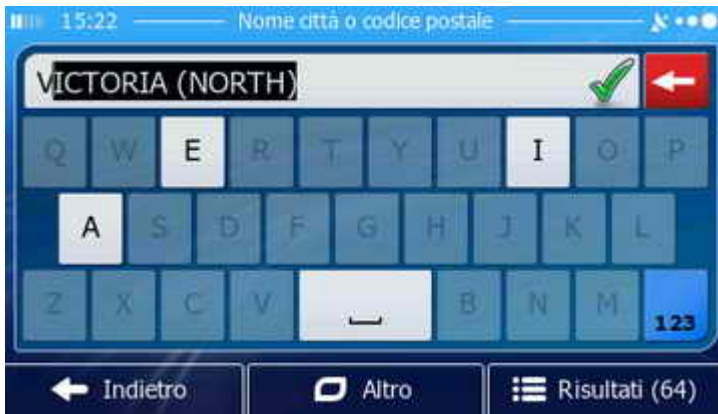 15:22 Nome città o codice postale
VICTORIA (NORTH)
Q W E R T Y U I O P
A S D F G H J K L
Z X C V B N M 123
Indietro Altro Risultati (64)